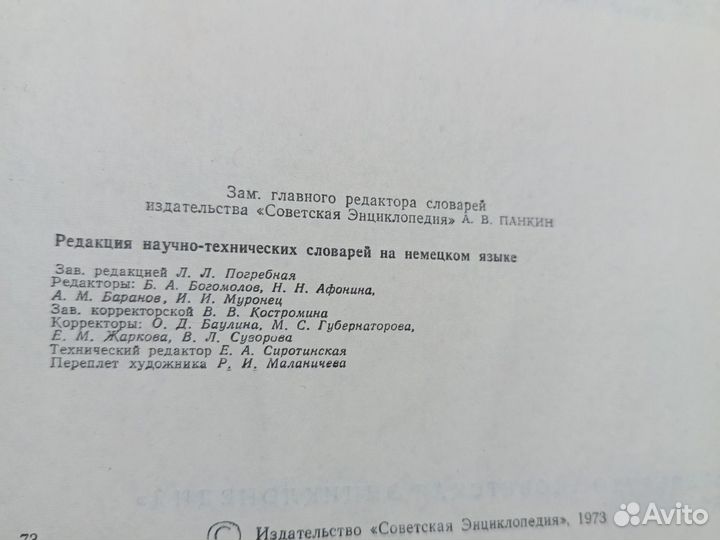 Зам. главного редактора словарей
издательства «Советская Энциклопедия» А. В. ПАНКИН
Редакция научно-технических словарей на немецком языке
Зав. редакцией Л. Л. Погребная
Редакторы: Б. А. Богомолов, Н. Н. Афонина,
А. М. Баранов, И. И. Муронец
Зав. корректорской В. В. Костромина
Корректоры: О. Д. Баулина, М. С. Губернаторова,
Е. М. Жаркова, В. Л. Сузорова
Технический редактор Е. А. Сиротинская
Переплет художника Р. И. Маланичева
73
© Издательство «Советская Энциклопедия», 1973
Avito